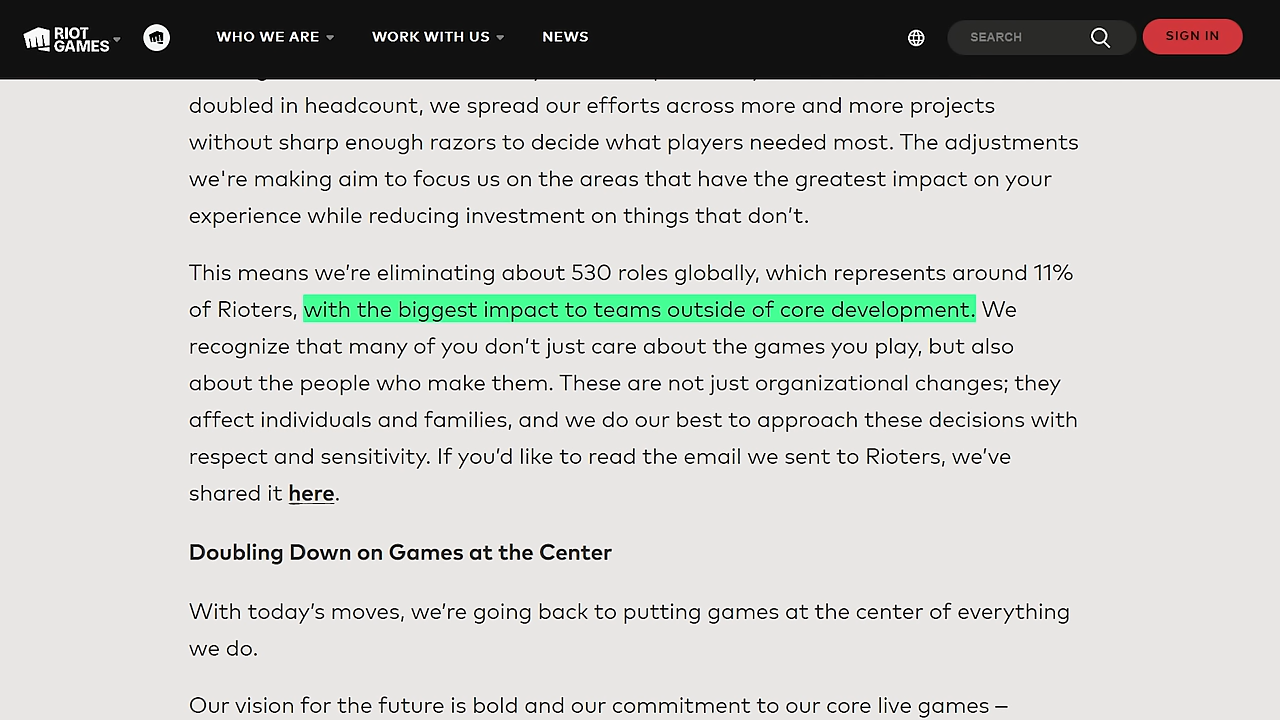 RIOT
GAMES
WHO WE ARE
WORK WITH US
NEWS
SEARCH
SIGN IN
doubled in headcount, we spread our efforts across more and more projects
without sharp enough razors to decide what players needed most. The adjustments
we're making aim to focus us on the areas that have the greatest impact on your
experience while reducing investment on things that don’t.
This means we’re eliminating about 530 roles globally, which represents around 11%
of Rioters, with the biggest impact to teams outside of core development. We
recognize that many of you don’t just care about the games you play, but also
about the people who make them. These are not just organizational changes; they
affect individuals and families, and we do our best to approach these decisions with
respect and sensitivity. If you’d like to read the email we sent to Rioters, we’ve
shared it here.
Doubling Down on Games at the Center
With today’s moves, we’re going back to putting games at the center of everything
we do.
Our vision for the future is bold and our commitment to our core live games –